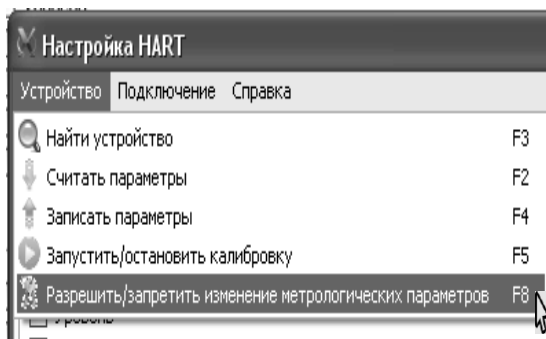 Настройка HART
Устройство Подключение Справка
Найти устройство F3
Считать параметры F2
Записать параметры F4
Запустить/остановить калибровку F5
Разрешить/запретить изменение метрологических параметров F8